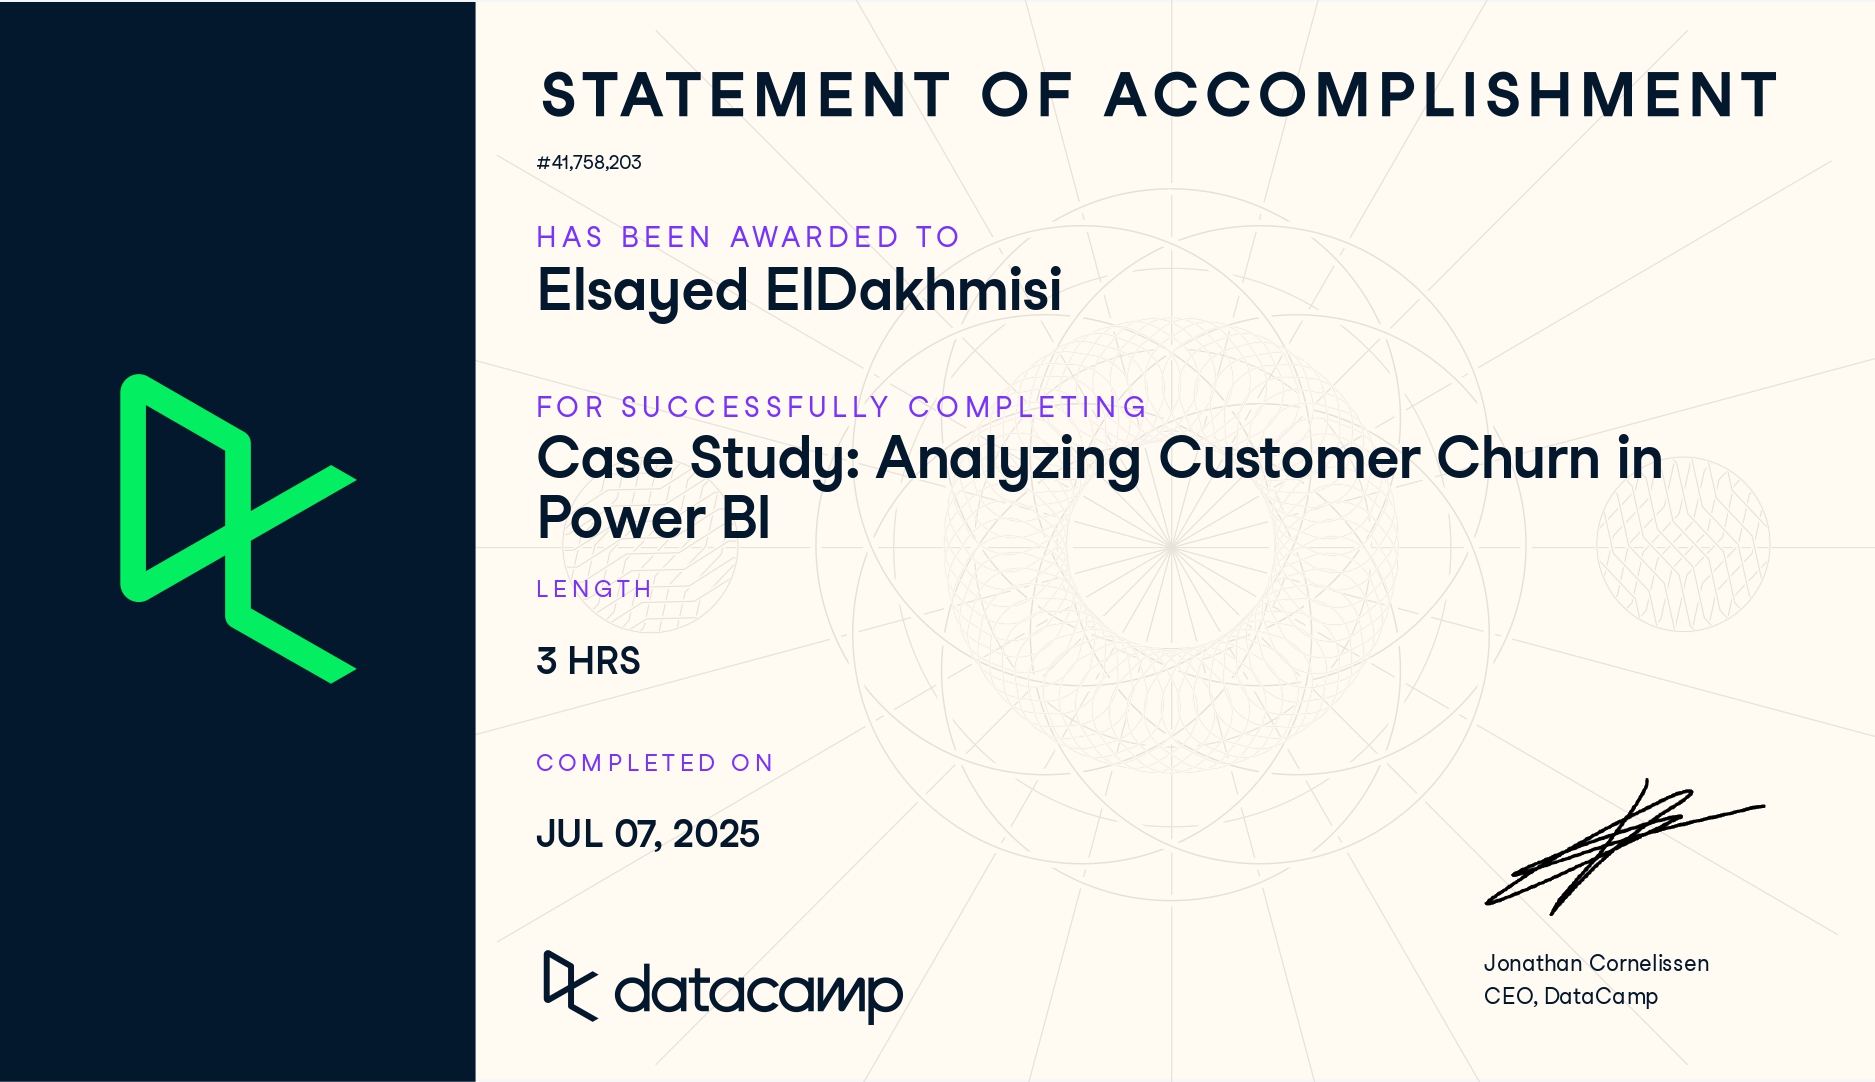 STATEMENT OF ACCOMPLISHMENT
#41,758,203
HAS BEEN AWARDED TO
Elsayed ElDakhmisi
FOR SUCCESSFULLY COMPLETING
Case Study: Analyzing Customer Churn in
Power BI
LENGTH
3 HRS
COMPLETED ON
JUL 07, 2025
datacamp
Jonathan Cornelissen
CEO, DataCamp